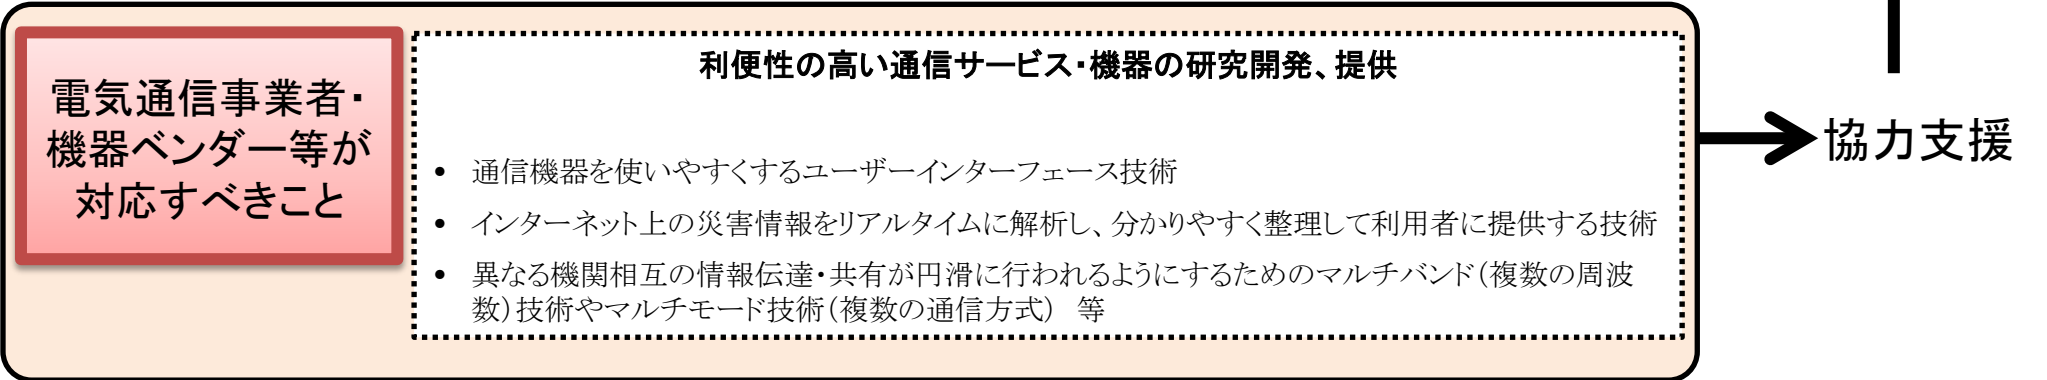 電気通信事業者・
機器ベンダー等が
対応すべきこと
利便性の高い通信サービス・機器の研究開発、提供
• 通信機器を使いやすくするユーザーインターフェース技術
• インターネット上の災害情報をリアルタイムに解析し、分かりやすく整理して利用者に提供する技術
• 異なる機関相互の情報伝達・共有が円滑に行われるようにするためのマルチバンド（複数の周波
数）技術やマルチモード技術（複数の通信方式） 等
協力支援